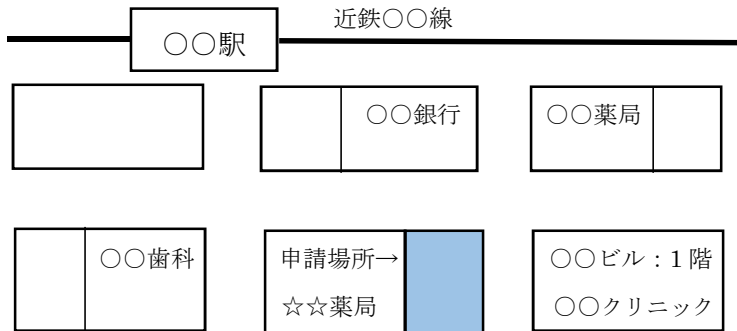 近鉄○○線
○○駅
○○銀行
○○薬局
○○歯科
申請場所→
☆☆薬局
○○ビル：1階
○○クリニック